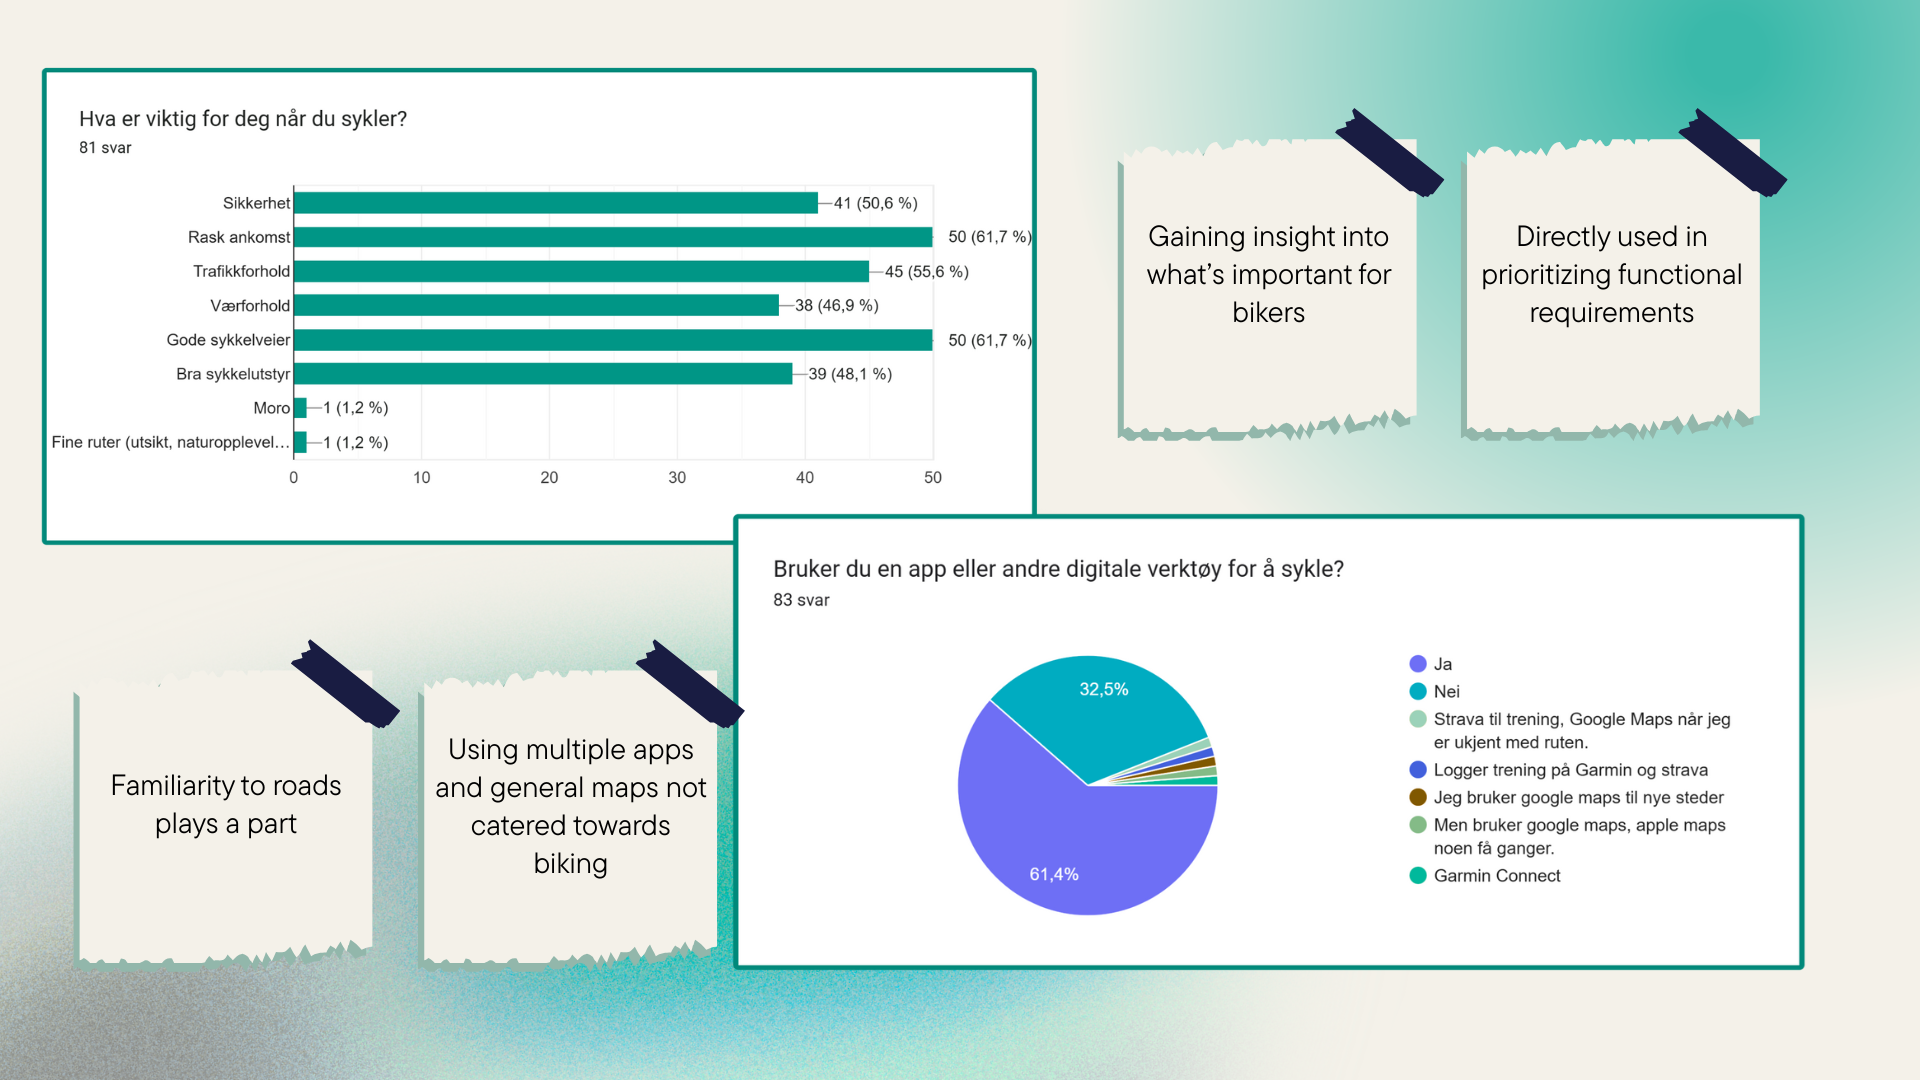 Hva er viktig for deg når du sykler?
81 svar
Sikkerhet
41 (50,6 %)
Rask ankomst
50 (61,7 %)
Trafikkforhold
45 (55,6 %)
Værforhold
38 (46,9 %)
Gode sykkelveier
50 (61,7 %)
Bra sykkelutstyr
39 (48,1 %)
Moro
1 (1,2 %)
Fine ruter (utsikt, naturopplevel...
1 (1,2 %)
0
10
20
30
40
50
Gaining insight into
what’s important for
bikers
Directly used in
prioritizing functional
requirements
Familiarity to roads
plays a part
Using multiple apps
and general maps not
catered towards
biking
Bruker du en app eller andre digitale verktøy for å sykle?
83 svar
32,5%
61,4%
Ja
Nei
Strava til trening, Google Maps når jeg
er ukjent med ruten.
Logger trening på Garmin og strava
Jeg bruker google maps til nye steder
Men bruker google maps, apple maps
noen få ganger.
Garmin Connect